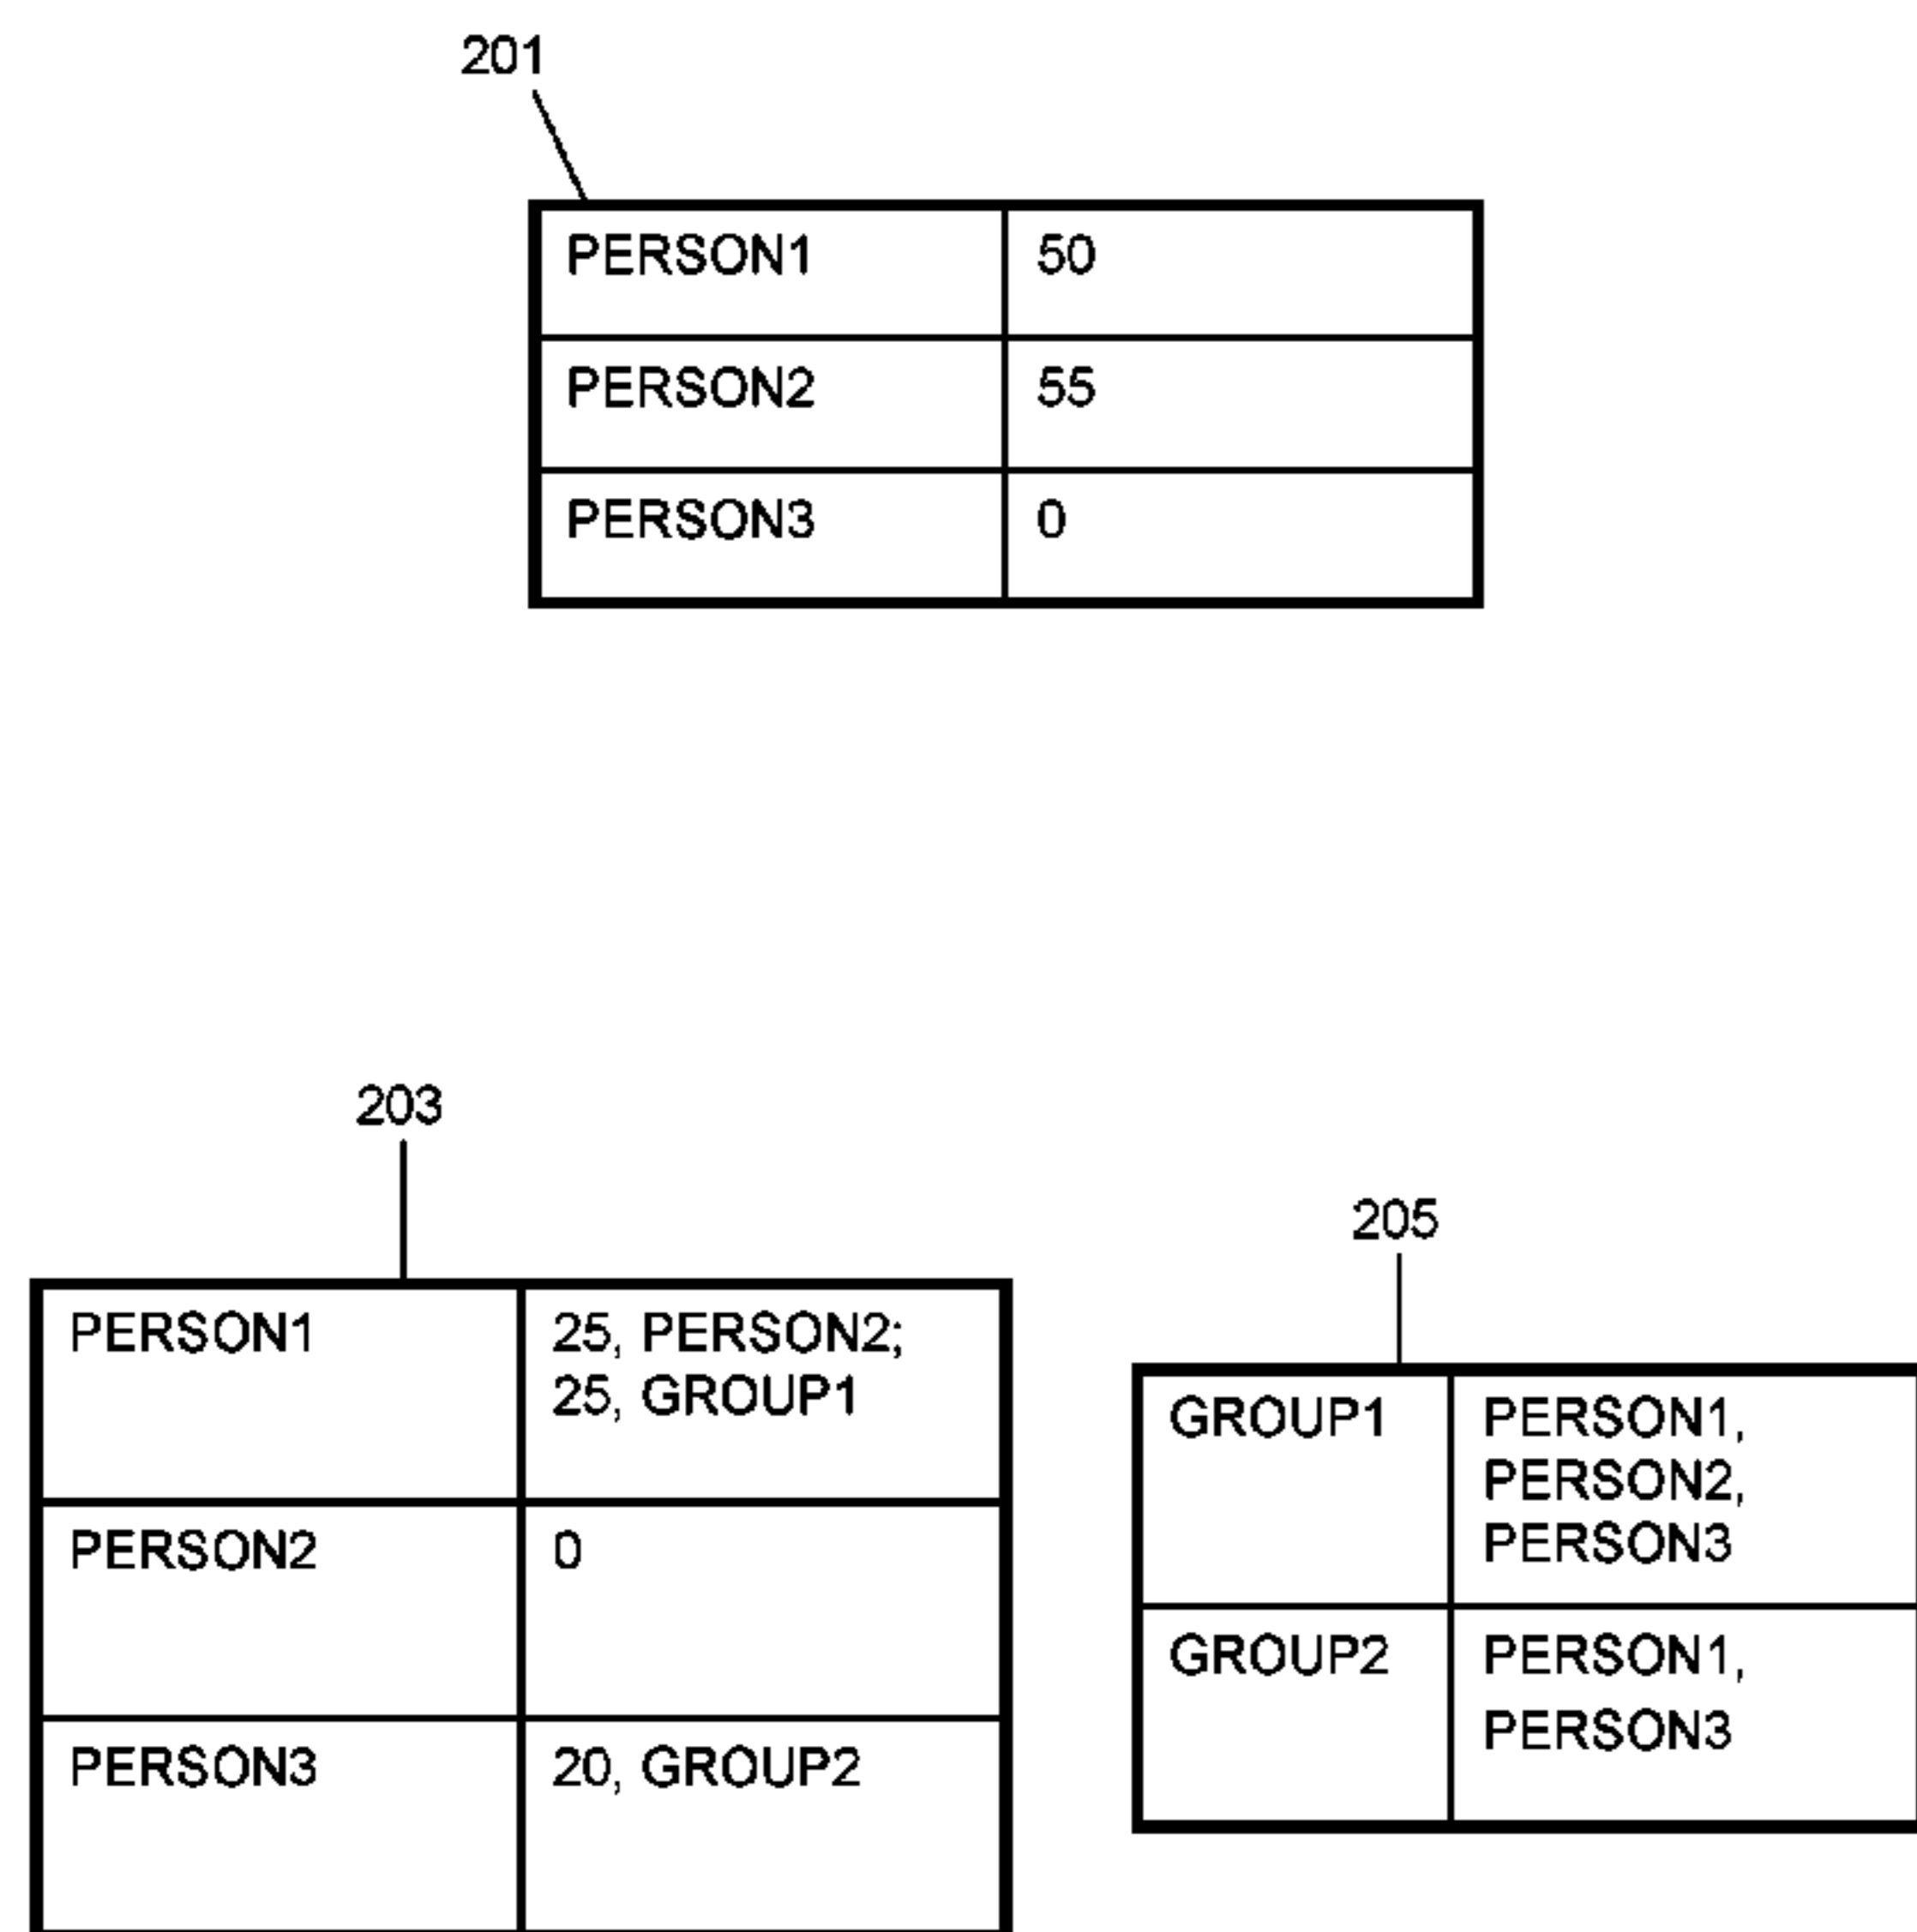 201
PERSON1 50
PERSON2 55
PERSON3 0
203
PERSON1 25, PERSON2;
25, GROUP1
PERSON2 0
PERSON3 20, GROUP2
205
GROUP1 PERSON1,
PERSON2,
PERSON3
GROUP2 PERSON1,
PERSON3